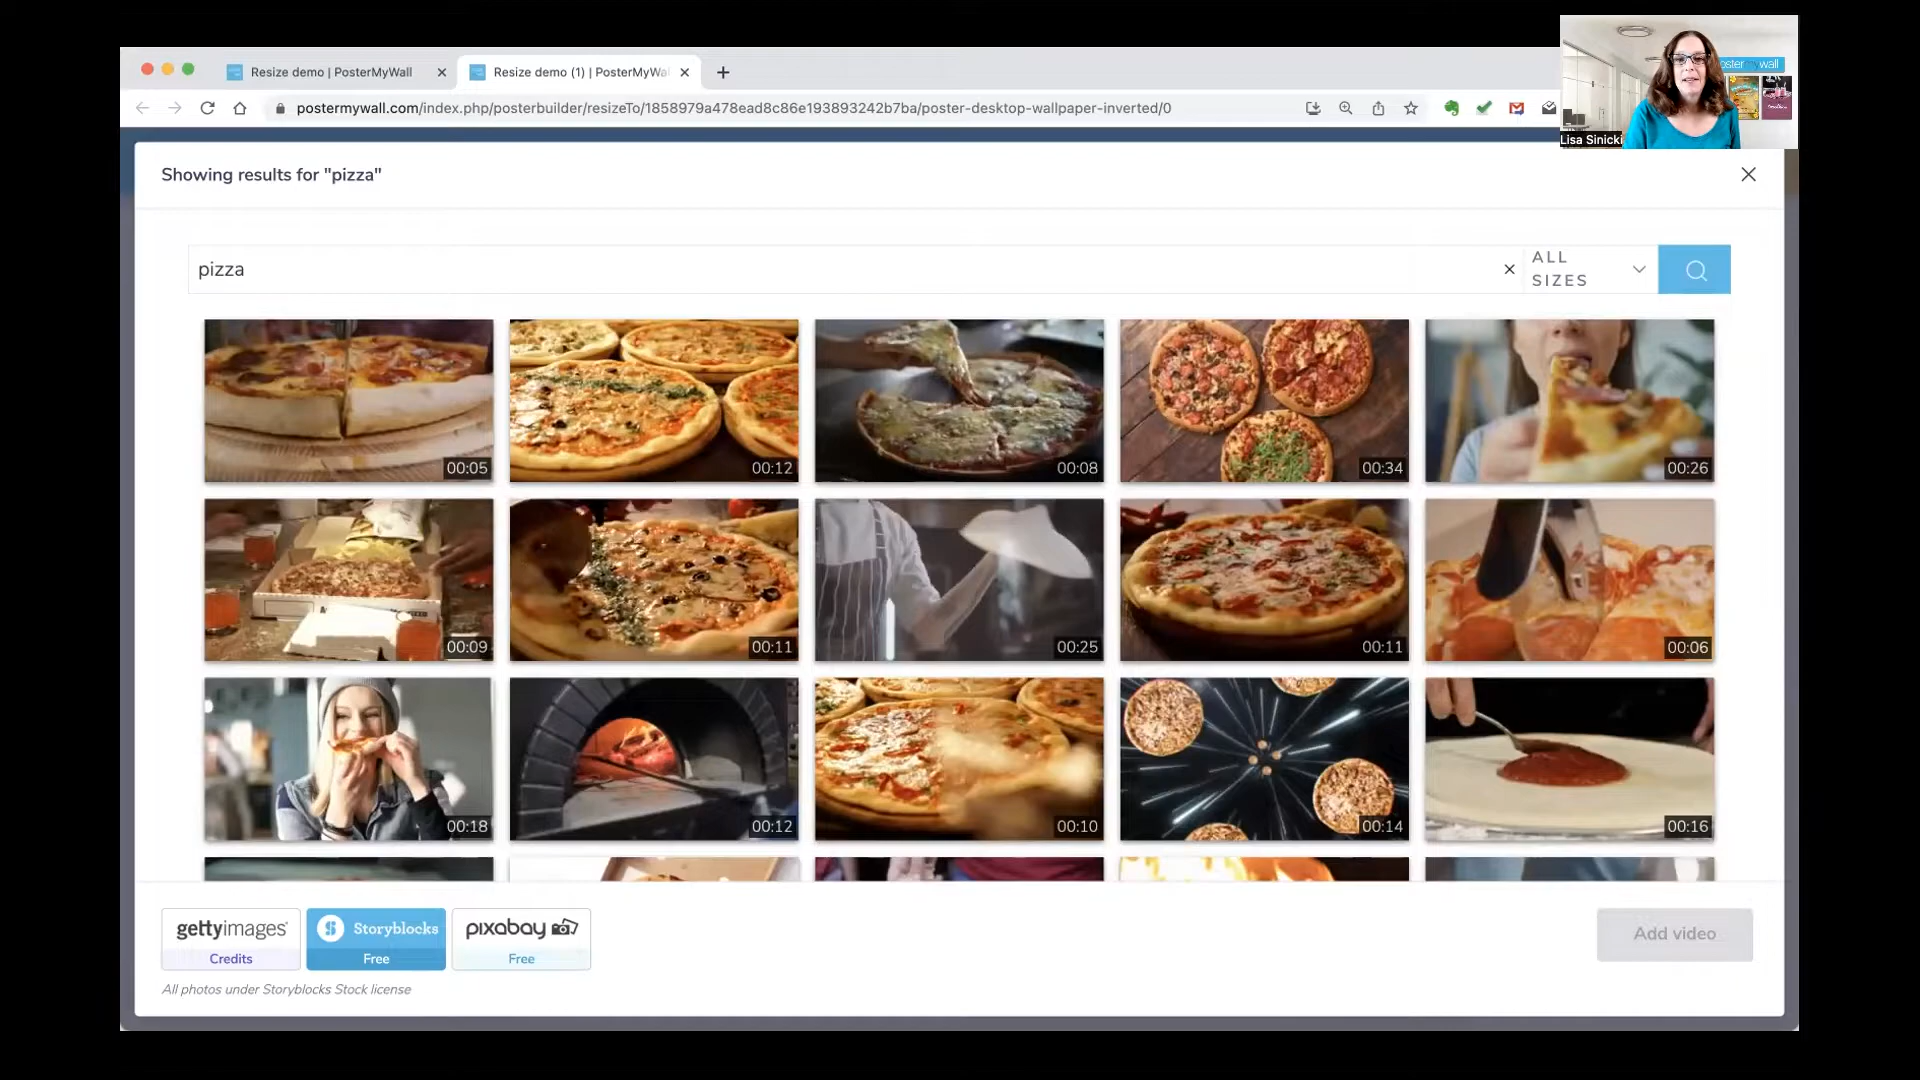 Resize demo | PosterMyWall
Resize demo (1) | PosterMyWa
postermywall.com/index.php/posterbuilder/resizeTo/1858979a478ead8c86e193893242b7ba/poster-desktop-wallpaper-inverted/0
ostermywall
Lisa Sinicki
Showing results for "pizza"
pizza
ALL
SIZES
00:05
00:12
00:08
00:34
00:26
00:09
00:11
00:25
00:11
00:06
00:18
00:12
00:10
00:14
00:16
gettyimages
Credits
Storyblocks
Free
pixabay
Free
Add video
All photos under Storyblocks Stock license